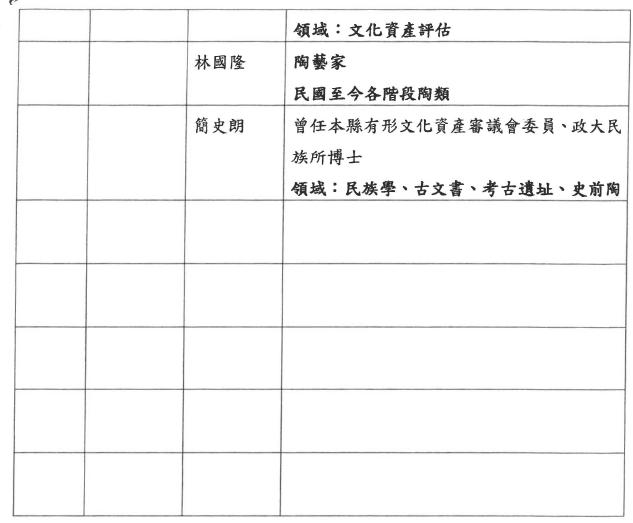 領域：文化資產評估
林國隆
陶藝家
民國至今各階段陶類
簡史朗
曾任本縣有形文化資產審議會委員、政大民
族所博士
領域：民族學、古文書、考古遺址、史前陶